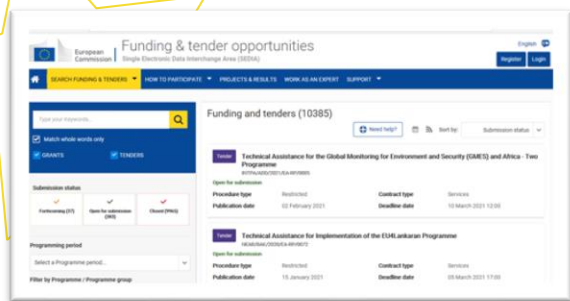 European Commission
Funding & tender opportunities
Single Electronic Data Interchange Area (SEDIA)
English
Register Login
SEARCH FUNDING & TENDERS HOW TO PARTICIPATE PROJECTS & RESULTS WORK AS AN EXPERT SUPPORT
Type your keywords...
Match whole words only
GRANTS TENDERS
Submission status
Forthcoming
Open for submission
Closed
Programming period
Select a Programme period...
Filter by Programme / Programme group
Funding and tenders (10385)
Need help? Sort by: Submission status
Tender Technical Assistance for the Global Monitoring for Environment and Security (GMES) and Africa - Two
Programme
Open for submission
Procedure type Restricted Contract type Services
Publication date 02 February 2021 Deadline date 10 March 2021 12:00
Tender Technical Assistance for Implementation of the EU4Lankaran Programme
Open for submission
Procedure type Restricted Contract type Services
Publication date 15 January 2021 Deadline date 05 March 2021 17:00